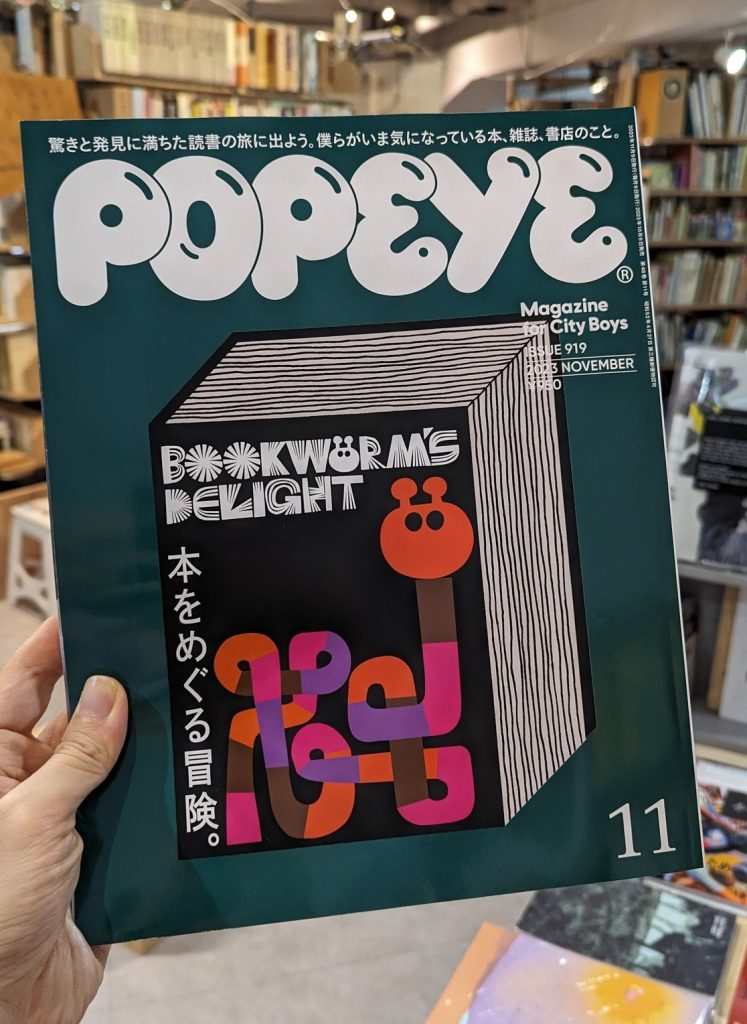 驚きと発見に満ちた読書の旅に出よう。僕らがいま気になっている本、雑誌、書店のこと。
POPEYE®
Magazine
for City Boys
ISSUE 919
2023 NOVEMBER
¥950
BOOKWORM'S
DELIGHT
本をめぐる冒険。
11